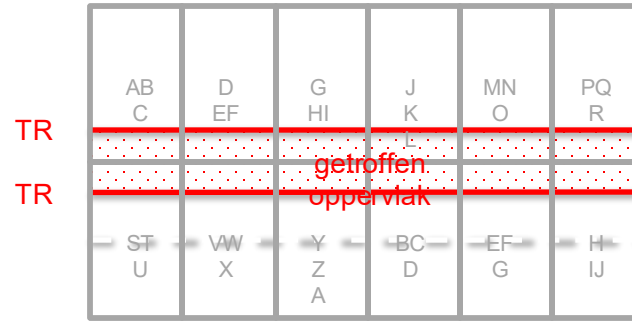 AB D G J MN PQ
C EF HI K O R
TR
L
getroffen
TR
oppervlak
ST VW Y BC EF H
U X Z D G IJ
A